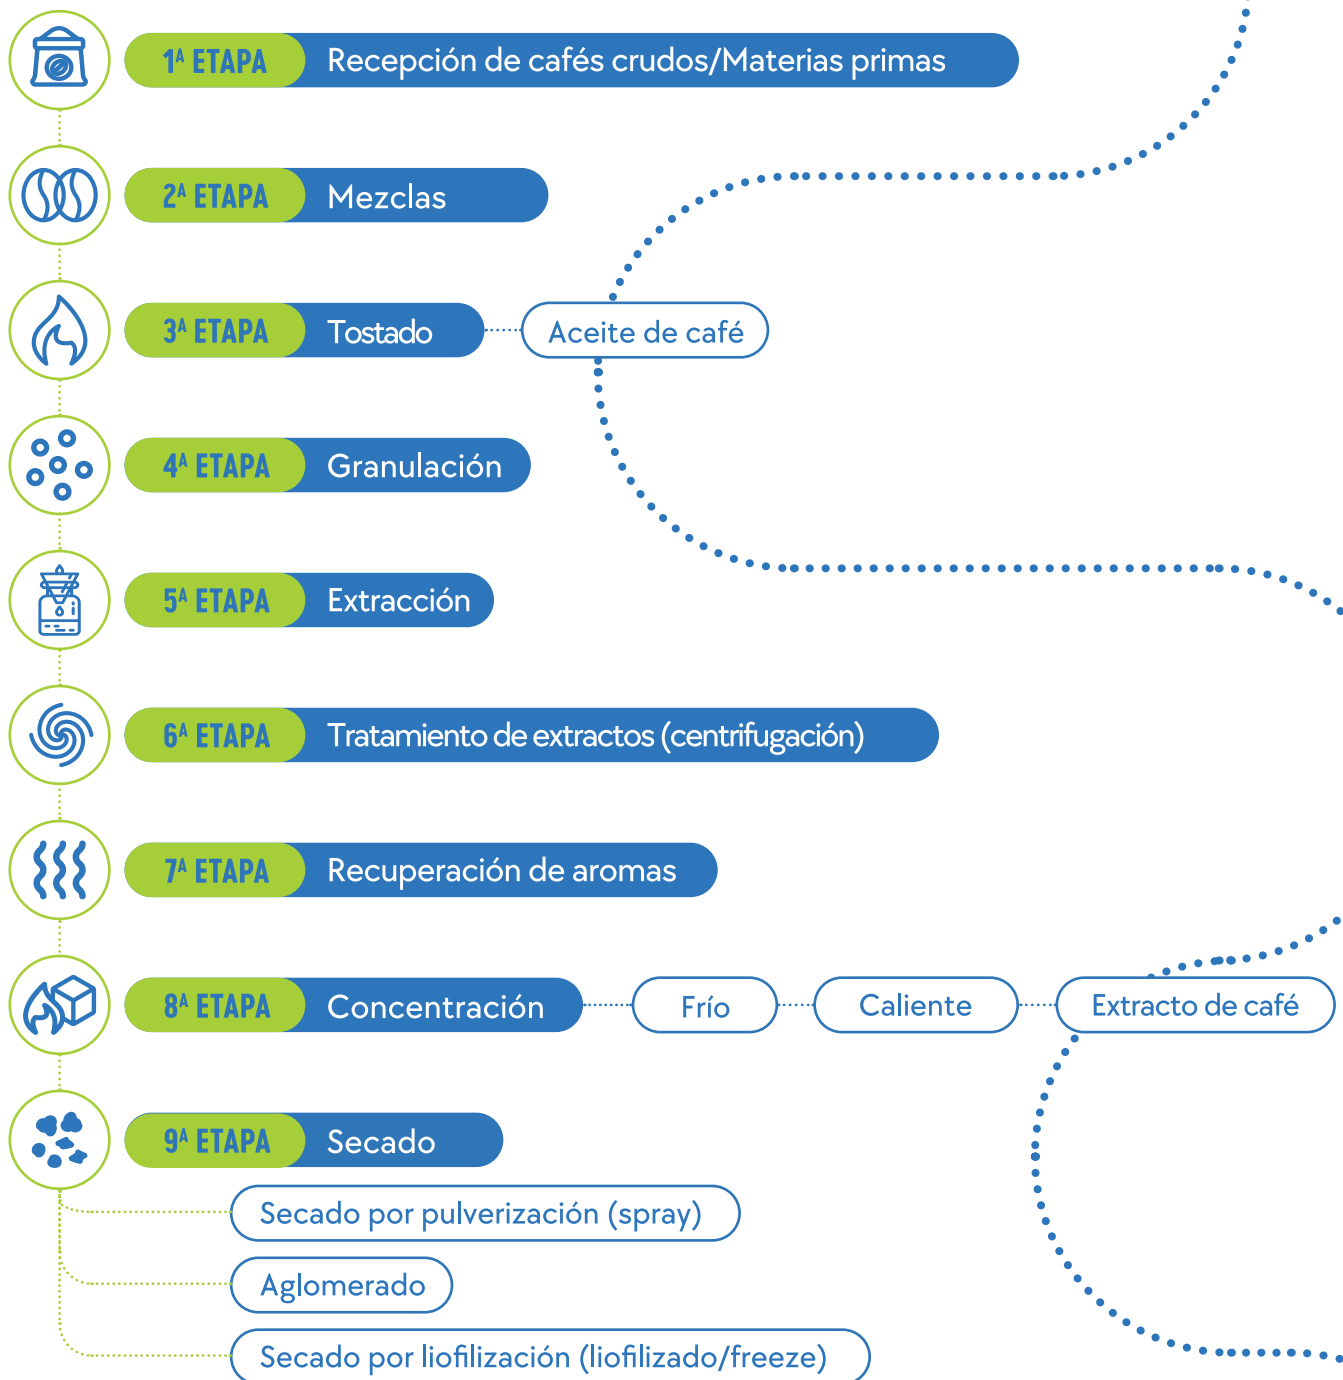 1ᴬ ETAPA Recepción de cafés crudos/Materias primas
2ᴬ ETAPA Mezclas
3ᴬ ETAPA Tostado Aceite de café
4ᴬ ETAPA Granulación
5ᴬ ETAPA Extracción
6ᴬ ETAPA Tratamiento de extractos (centrifugación)
7ᴬ ETAPA Recuperación de aromas
8ᴬ ETAPA Concentración Frío Caliente Extracto de café
9ᴬ ETAPA Secado
Secado por pulverización (spray)
Aglomerado
Secado por liofilización (liofilizado/freeze)